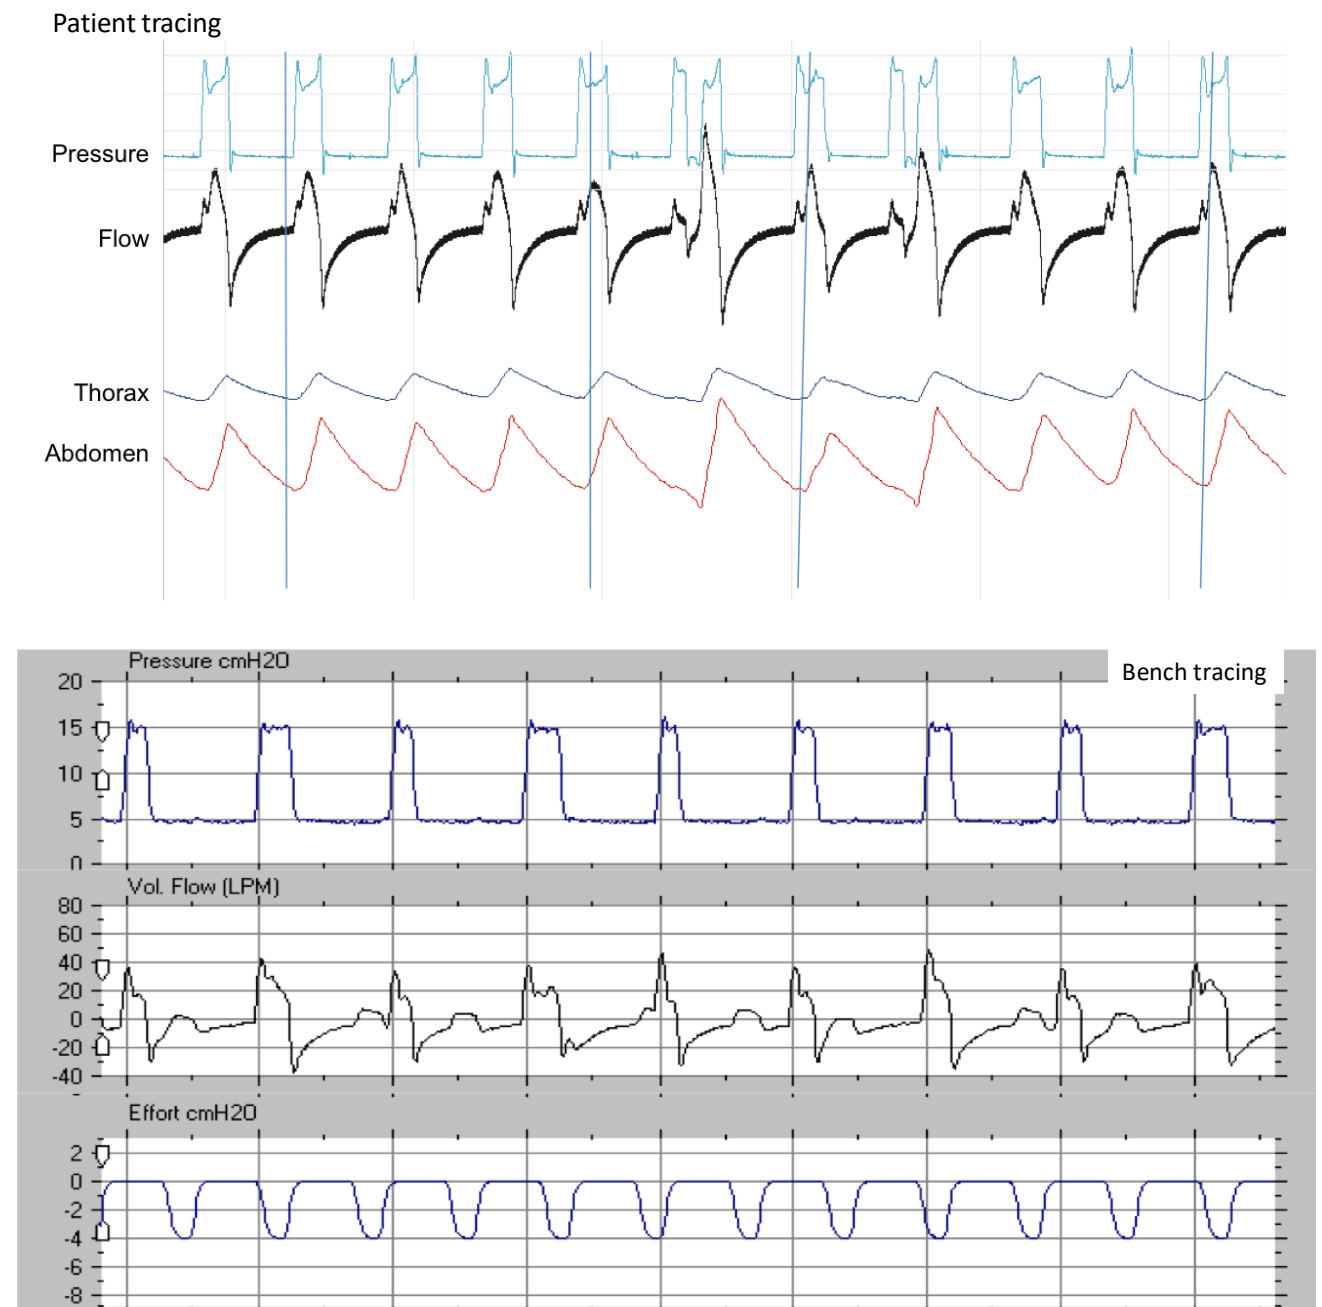 Patient tracing
Pressure
Flow
Thorax
Abdomen
Pressure cmH2O
Bench tracing
20
15
10
5
0
Vol. Flow (LPM)
80
60
40
20
0
-20
-40
Effort cmH2O
2
0
-2
-4
-6
-8